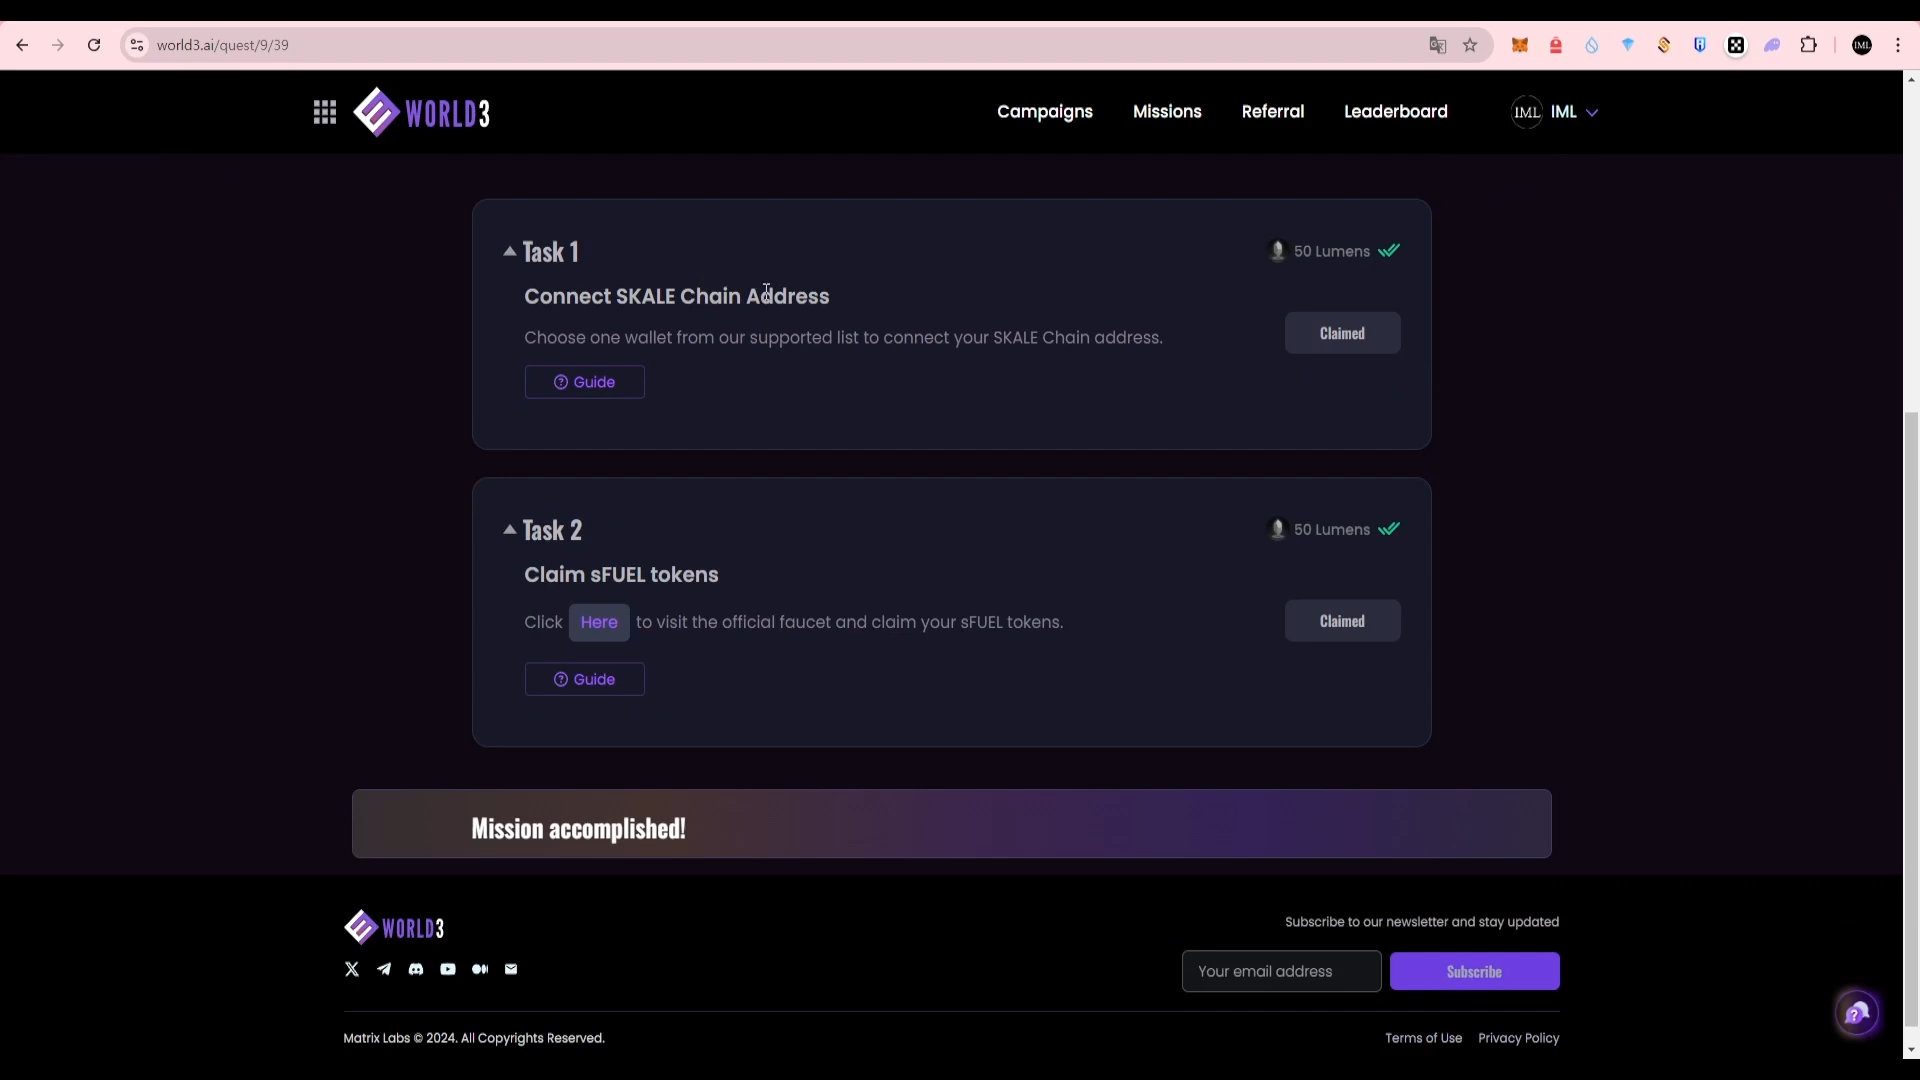 world3.ai/quest/9/39
IML
WORLD3
Campaigns
Missions
Referral
Leaderboard
IML
IML
Task 1
50 Lumens
Connect SKALE Chain Address
Choose one wallet from our supported list to connect your SKALE Chain address.
Claimed
Guide
Task 2
50 Lumens
Claim sFUEL tokens
Click Here to visit the official faucet and claim your sFUEL tokens.
Claimed
Guide
Mission accomplished!
WORLD3
Subscribe to our newsletter and stay updated
Your email address
Subscribe
Matrix Labs © 2024. All Copyrights Reserved.
Terms of Use
Privacy Policy